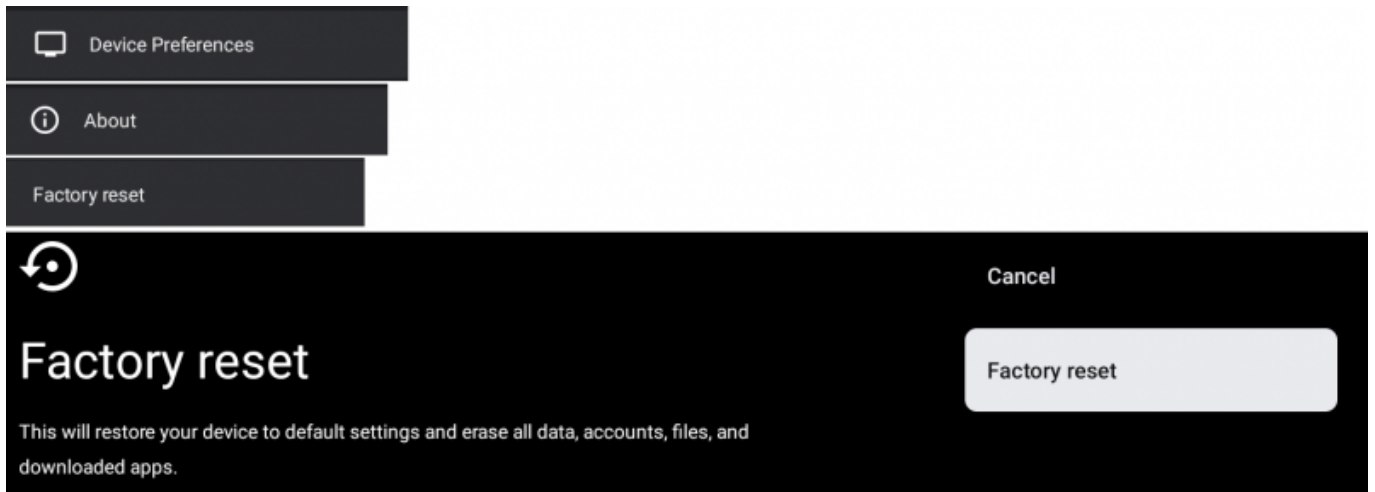 Device Preferences
About
Factory reset
Cancel
Factory reset
Factory reset
This will restore your device to default settings and erase all data, accounts, files, and
downloaded apps.